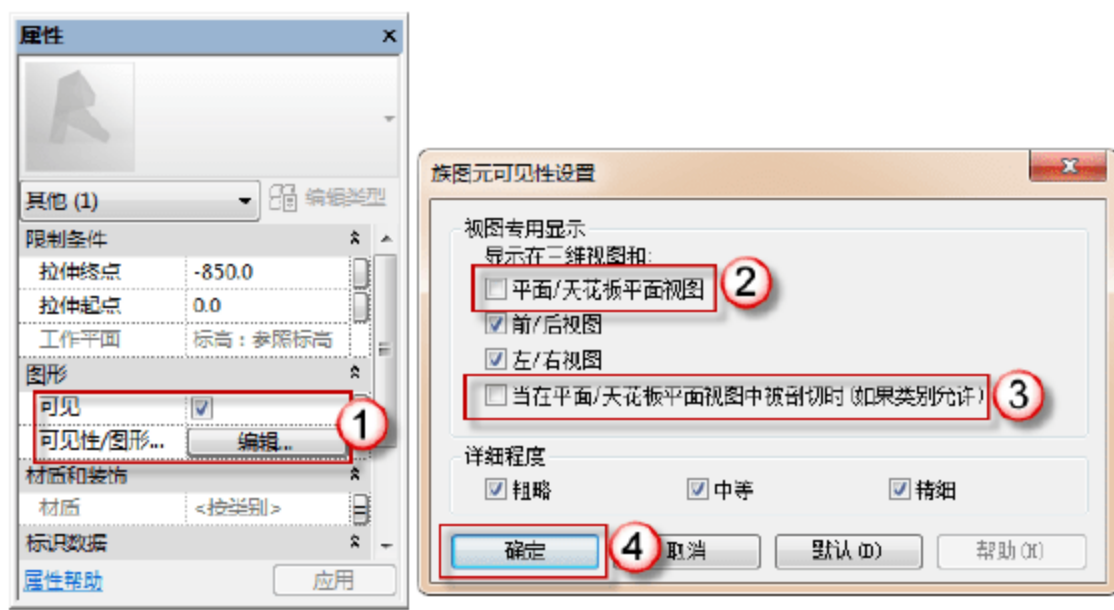 属性
其他 (1)
编辑类型
限制条件
拉伸终点 -850.0
拉伸起点 0.0
工作平面 标高：参照标高
图形
可见
可见性/图形... 编辑...
1
材质和装饰
材质 <按类别>
标识数据
属性帮助 应用
族图元可见性设置
视图专用显示
显示在三维视图和:
平面/天花板平面视图 2
前/后视图
左/右视图
当在平面/天花板平面视图中被剖切时(如果类别允许) 3
详细程度
粗略 中等 精细
确定 4 取消 默认(D) 帮助(H)